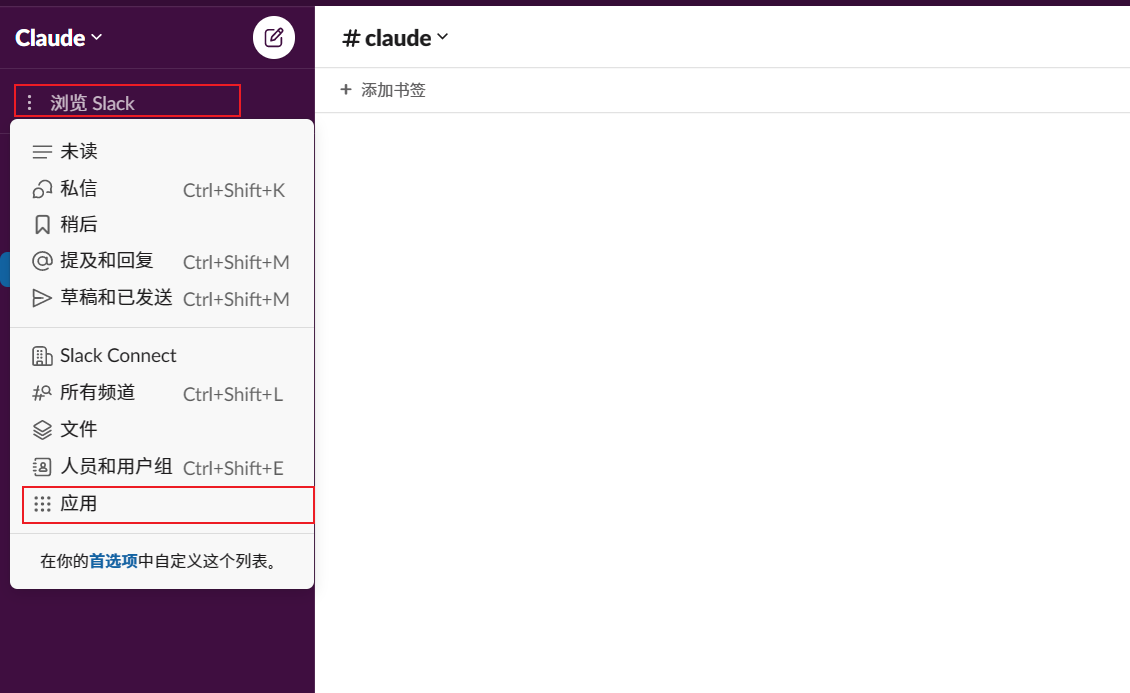 Claude
# claude
浏览 Slack
+ 添加书签
未读
私信 Ctrl+Shift+K
稍后
提及和回复 Ctrl+Shift+M
草稿和已发送 Ctrl+Shift+M
Slack Connect
所有频道 Ctrl+Shift+L
文件
人员和用户组 Ctrl+Shift+E
应用
在你的首选项中自定义这个列表。